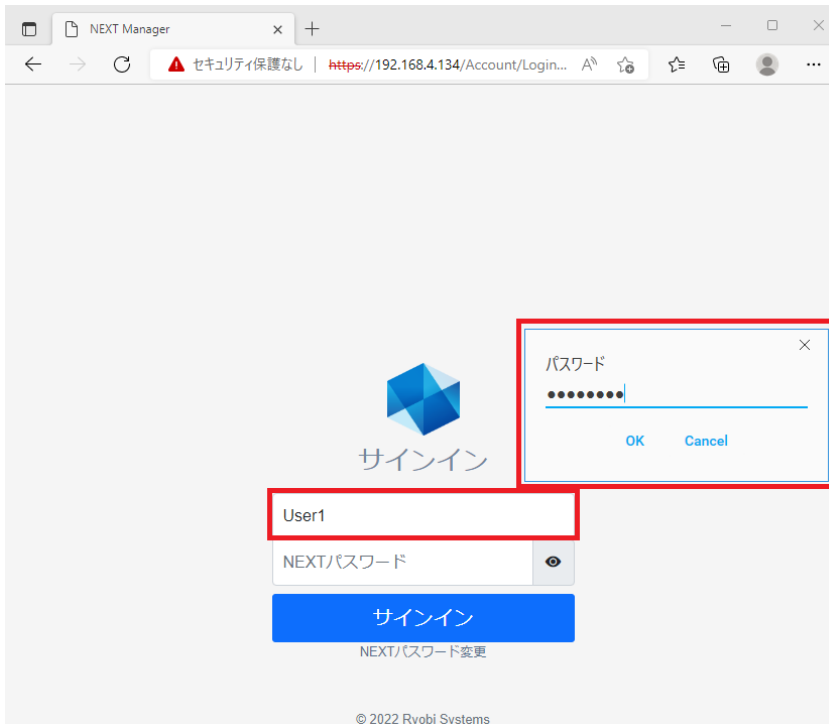 NEXT Manager
セキュリティ保護なし | https://192.168.4.134/Account/Login...
パスワード
●●●●●●●●
OK Cancel
サインイン
User1
NEXTパスワード
サインイン
NEXTパスワード変更
© 2022 Ryobi Systems